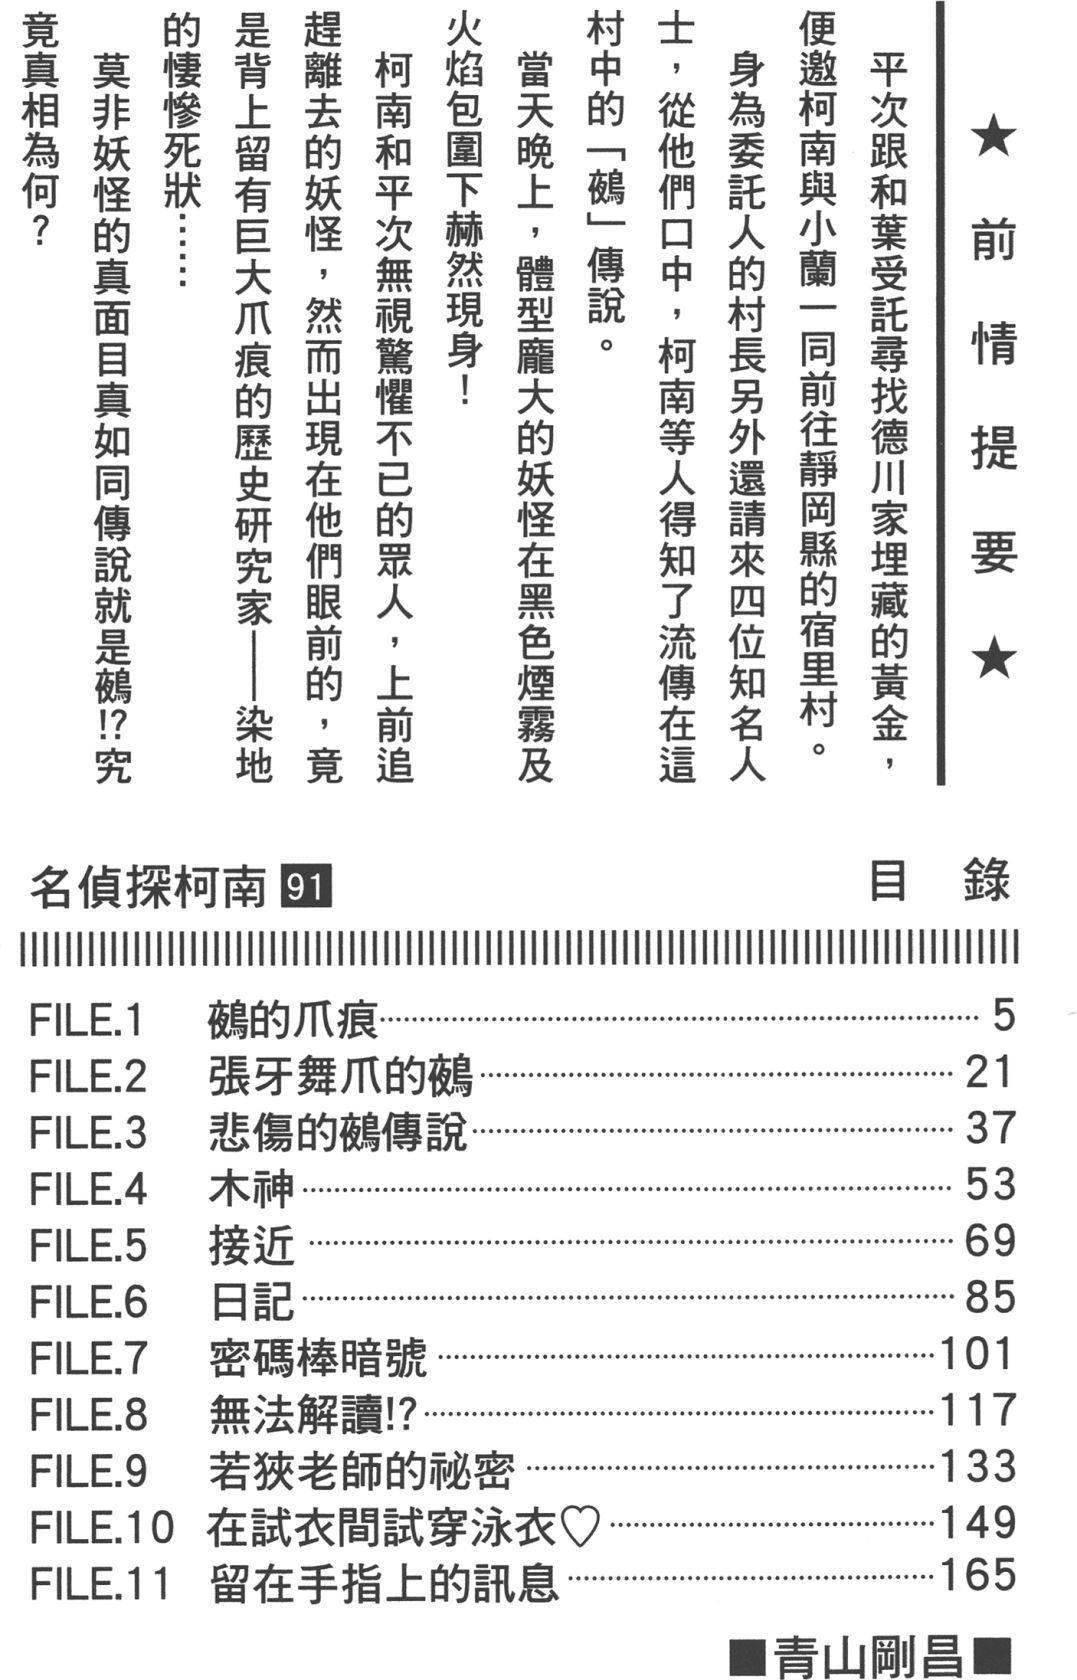 ★前情提要★
平次跟和葉受託尋找德川家埋藏的黃金，
便邀柯南與小蘭一同前往靜岡縣的宿里村。
身為委託人的村長另外還請來四位知名人
士，從他們口中，柯南等人得知了流傳在這
村中的「鵺」傳說。
當天晚上，體型龐大的妖怪在黑色煙霧及
火焰包圍下赫然現身！
柯南和平次無視驚懼不已的眾人，上前追
趕離去的妖怪，然而出現在他們眼前的，竟
是背上留有巨大爪痕的歷史研究家——染地
的悽慘死狀……
莫非妖怪的真面目真如同傳說就是鵺!?究
竟真相為何？
名偵探柯南 91 目 錄
FILE.1 鵺的爪痕 5
FILE.2 張牙舞爪的鵺 21
FILE.3 悲傷的鵺傳說 37
FILE.4 木神 53
FILE.5 接近 69
FILE.6 日記 85
FILE.7 密碼棒暗號 101
FILE.8 無法解讀!? 117
FILE.9 若狹老師的祕密 133
FILE.10 在試衣間試穿泳衣♡ 149
FILE.11 留在手指上的訊息 165
■青山剛昌■